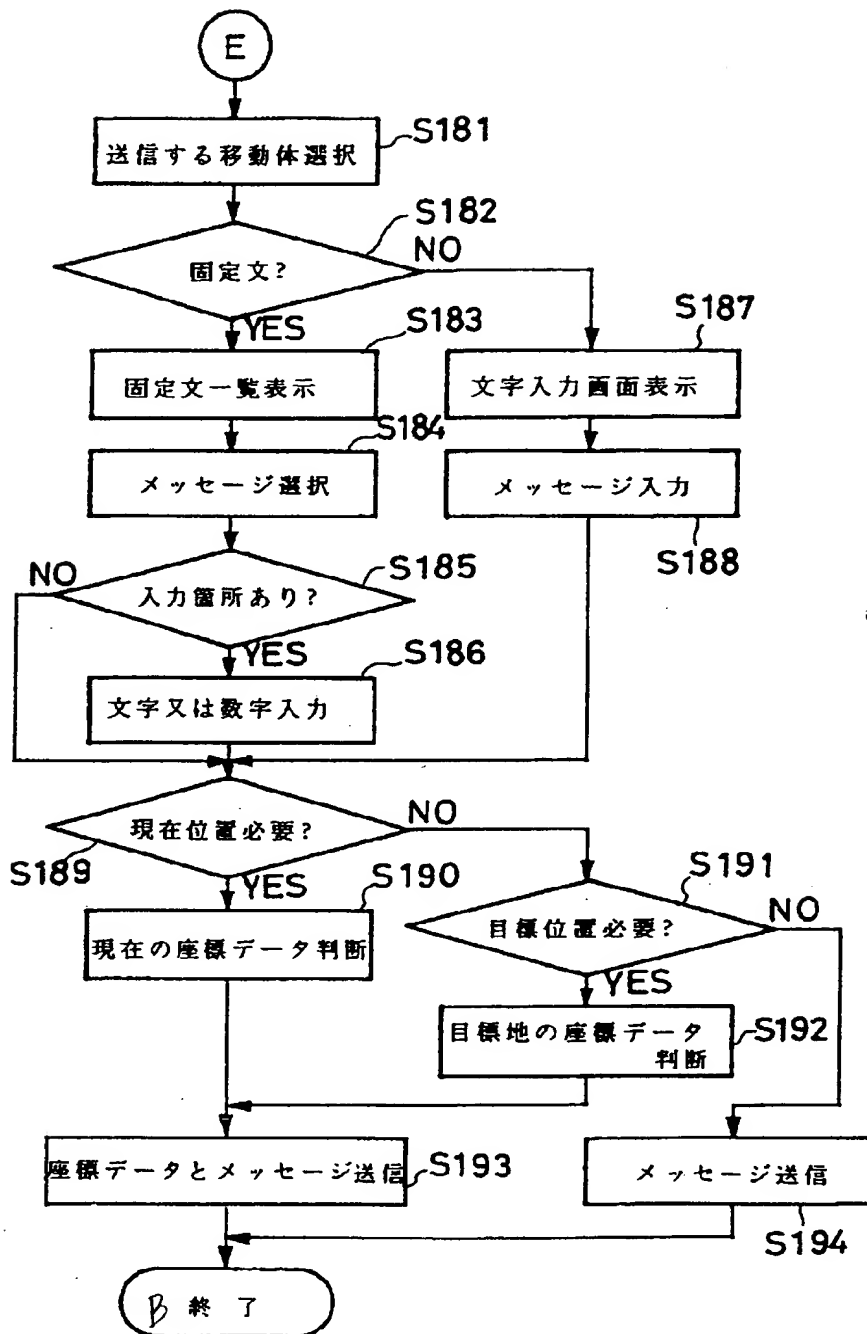 E
S181
送信する移動体選択
S182
固定文?
NO
YES
S183
S187
固定文一覧表示
文字入力画面表示
S184
メッセージ選択
メッセージ入力
S188
NO
S185
入力箇所あり?
YES
S186
文字又は数字入力
NO
現在位置必要?
S189
YES
S190
S191
現在の座標データ判断
目標位置必要?
NO
YES
目標地の座標データ
判断
S192
座標データとメッセージ送信
S193
メッセージ送信
S194
B 終了